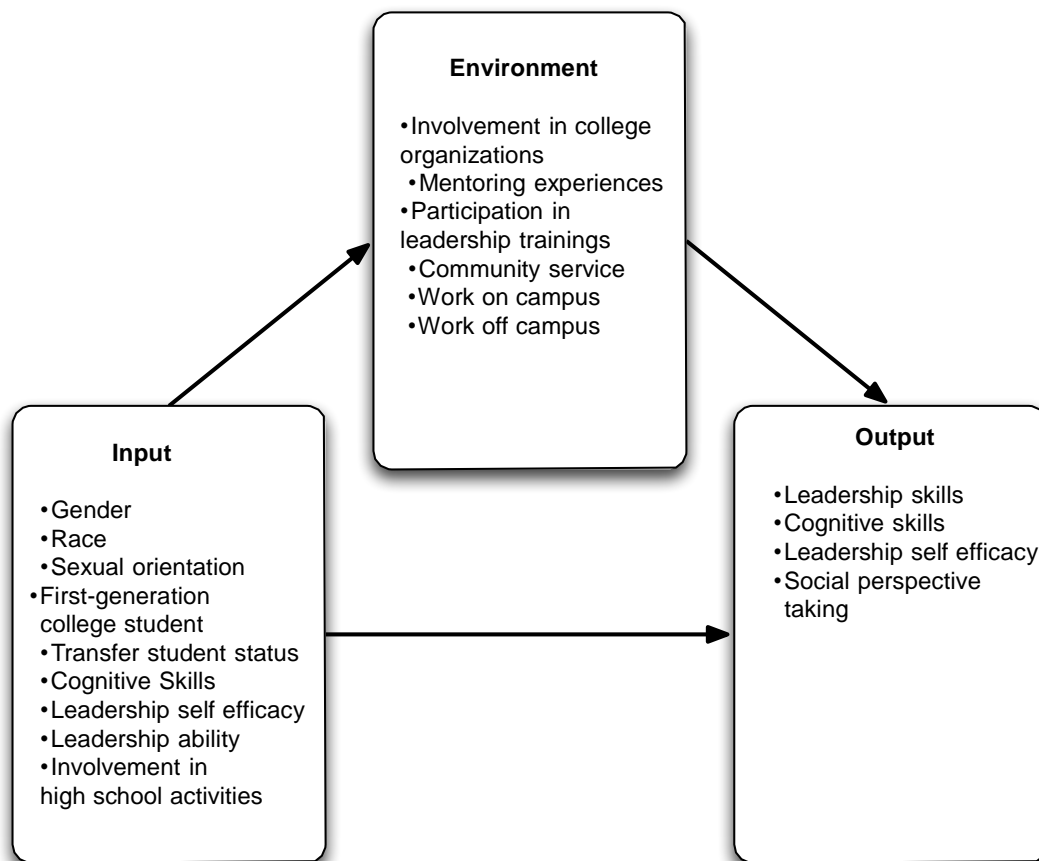 Environment
•Involvement in college
organizations
•Mentoring experiences
•Participation in
leadership trainings
•Community service
•Work on campus
•Work off campus
Input
•Gender
•Race
•Sexual orientation
•First-generation
college student
•Transfer student status
•Cognitive Skills
•Leadership self efficacy
•Leadership ability
•Involvement in
high school activities
Output
•Leadership skills
•Cognitive skills
•Leadership self efficacy
•Social perspective
taking